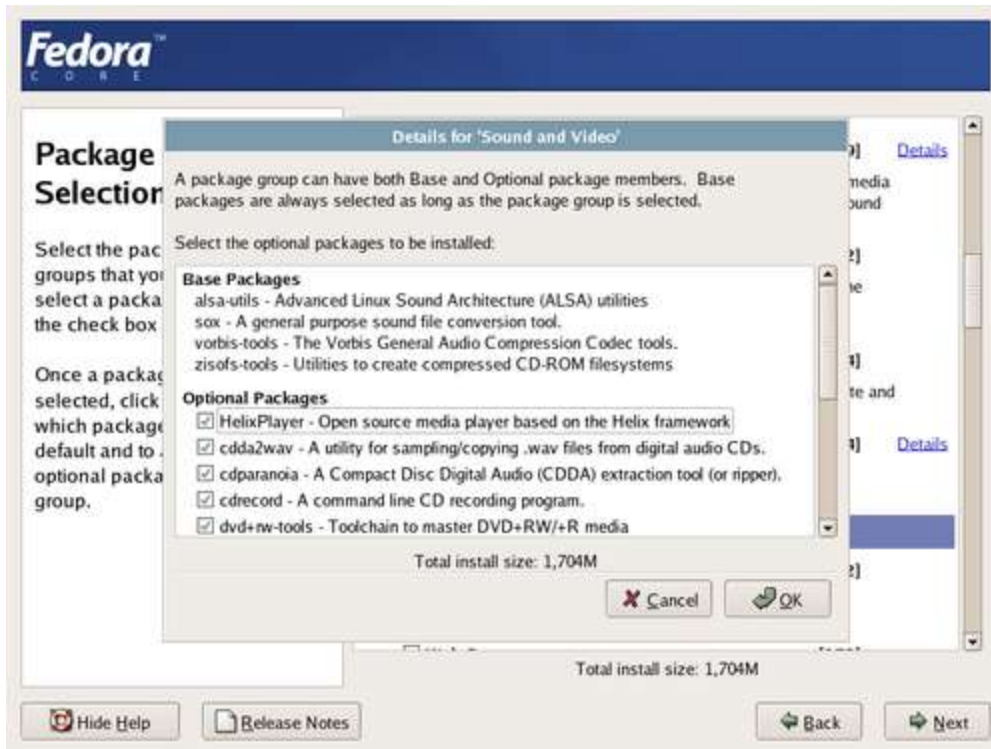 Fedora™
CORE
Package
Selection
Select the pac
groups that you
select a packa
the check box
Once a packag
selected, click
which package
default and to
optional packa
group.
Details for 'Sound and Video'
A package group can have both Base and Optional package members. Base
packages are always selected as long as the package group is selected.
Select the optional packages to be installed:
Base Packages
alsa-utils - Advanced Linux Sound Architecture (ALSA) utilities
sox - A general purpose sound file conversion tool.
vorbis-tools - The Vorbis General Audio Compression Codec tools.
zisofs-tools - Utilities to create compressed CD-ROM filesystems
Optional Packages
HelixPlayer - Open source media player based on the Helix framework
cdda2wav - A utility for sampling/copying .wav files from digital audio CDs.
cdparanoia - A Compact Disc Digital Audio (CDDA) extraction tool (or ripper).
cdrecord - A command line CD recording program.
dvd+rw-tools - Toolchain to master DVD+RW/+R media
Total install size: 1,704M
Cancel
OK
Details
media
ound
2]
te and
Details
2]
Total install size: 1,704M
Hide Help
Release Notes
Back
Next